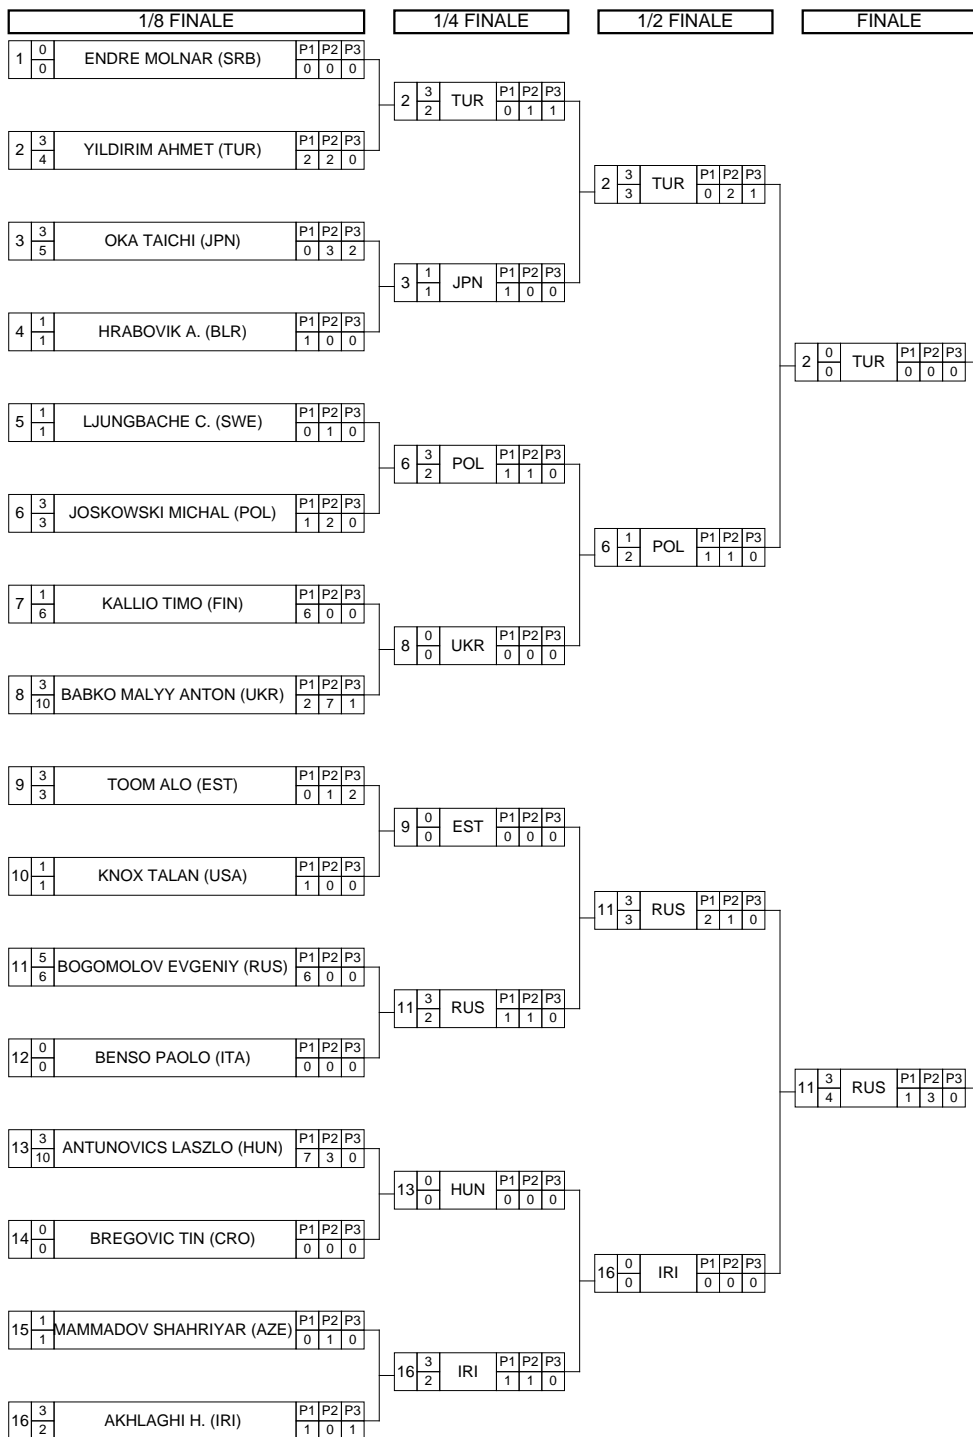 1/8 FINALE 1/4 FINALE 1/2 FINALE FINALE
1 0 0 ENDRE MOLNAR (SRB) P1 P2 P3 0 0 0
2 3 2 TUR P1 P2 P3 0 1 1
2 3 4 YILDIRIM AHMET (TUR) P1 P2 P3 2 2 0
2 3 3 TUR P1 P2 P3 0 2 1
3 3 5 OKA TAICHI (JPN) P1 P2 P3 0 3 2
3 1 1 JPN P1 P2 P3 1 0 0
4 1 1 HRABOVIK A. (BLR) P1 P2 P3 1 0 0
2 0 0 TUR P1 P2 P3 0 0 0
5 1 1 LJUNGBACHE C. (SWE) P1 P2 P3 0 1 0
6 3 2 POL P1 P2 P3 1 1 0
6 3 3 JOSKOWSKI MICHAL (POL) P1 P2 P3 1 2 0
6 1 2 POL P1 P2 P3 1 1 0
7 1 6 KALLIO TIMO (FIN) P1 P2 P3 6 0 0
8 0 0 UKR P1 P2 P3 0 0 0
8 3 10 BABKO MALYY ANTON (UKR) P1 P2 P3 2 7 1
9 3 3 TOOM ALO (EST) P1 P2 P3 0 1 2
9 0 0 EST P1 P2 P3 0 0 0
10 1 1 KNOX TALAN (USA) P1 P2 P3 1 0 0
11 3 3 RUS P1 P2 P3 2 1 0
11 5 6 BOGOMOLOV EVGENIY (RUS) P1 P2 P3 6 0 0
11 3 2 RUS P1 P2 P3 1 1 0
12 0 0 BENSO PAOLO (ITA) P1 P2 P3 0 0 0
11 3 4 RUS P1 P2 P3 1 3 0
13 3 10 ANTUNOVICS LASZLO (HUN) P1 P2 P3 7 3 0
13 0 0 HUN P1 P2 P3 0 0 0
14 0 0 BREGOVIC TIN (CRO) P1 P2 P3 0 0 0
16 0 0 IRI P1 P2 P3 0 0 0
15 1 1 MAMMADOV SHAHRIYAR (AZE) P1 P2 P3 0 1 0
16 3 2 IRI P1 P2 P3 1 1 0
16 3 2 AKHLAGHI H. (IRI) P1 P2 P3 1 0 1